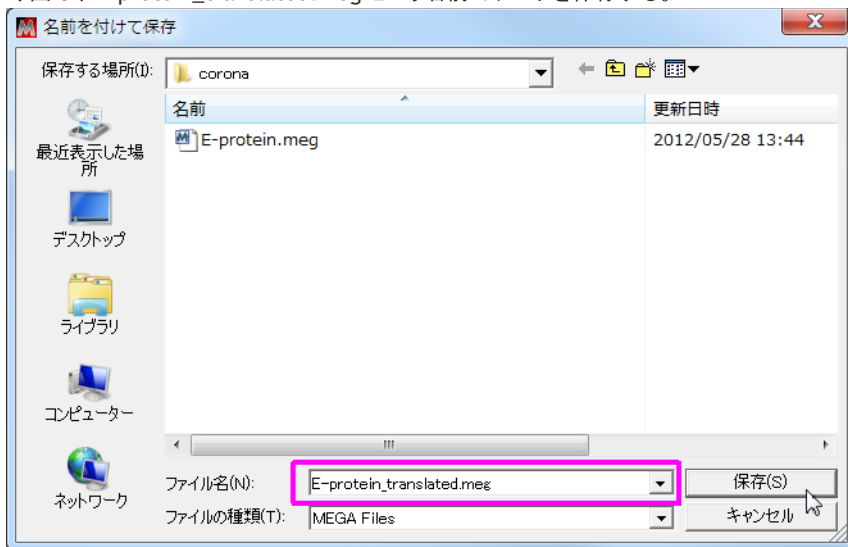 名前を付けて保存
X
保存する場所(I): corona
名前 更新日時
E-protein.meg 2012/05/28 13:44
最近表示した場
所
デスクトップ
ライブラリ
コンピューター
ネットワーク
ファイル名(N): E-protein_translated.meg 保存(S)
ファイルの種類(T): MEGA Files キャンセル